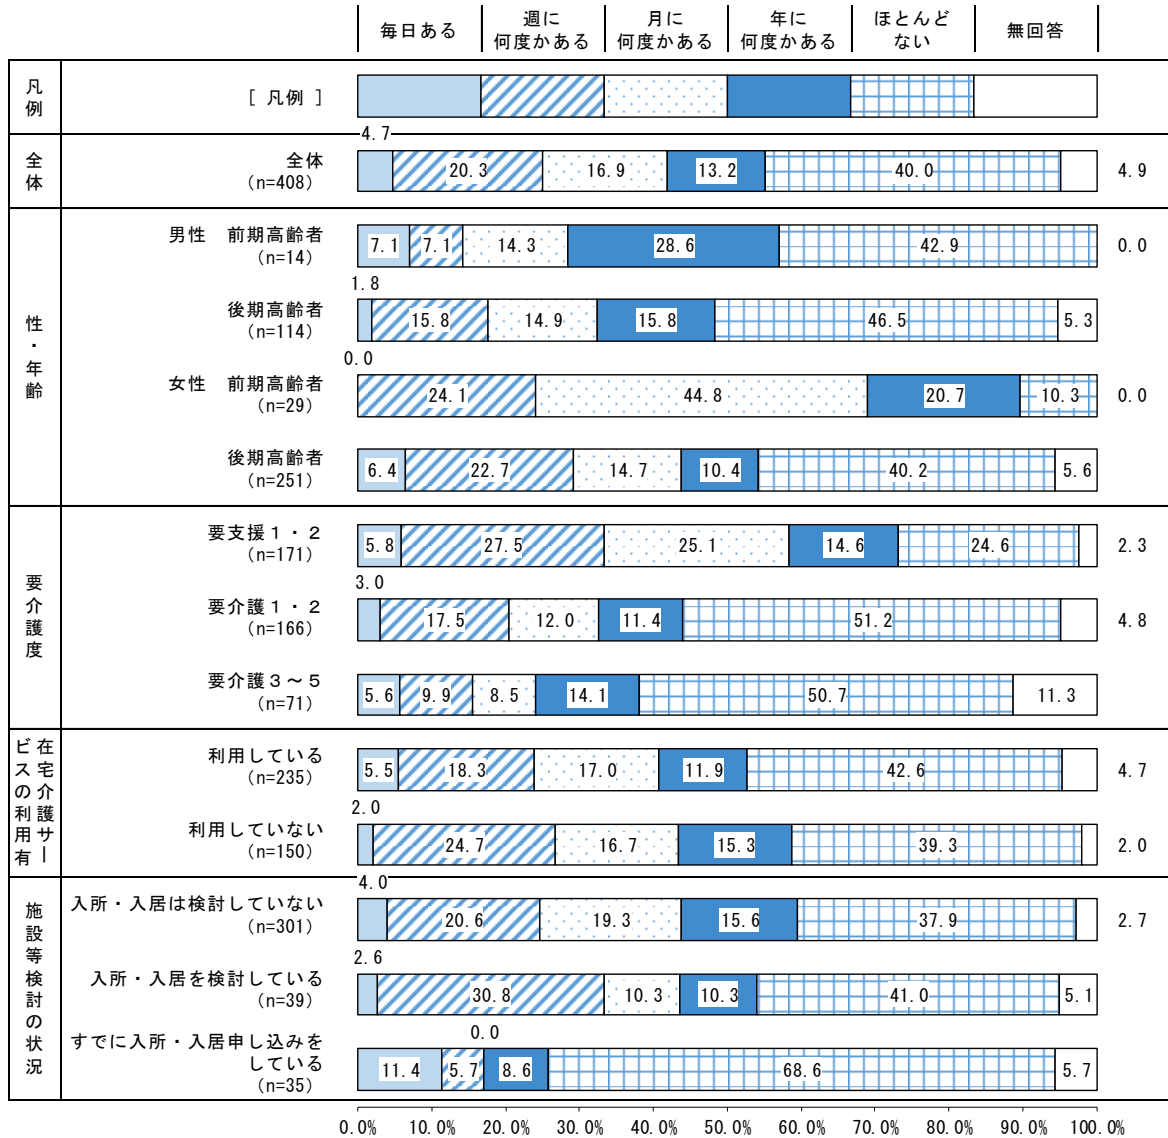 毎日ある
週に
何度かある
月に
何度かある
年に
何度かある
ほとんど
ない
無回答
凡例
[ 凡例 ]
全体
全体
(n=408)
4.7
20.3
16.9
13.2
40.0
4.9
性・年齢
男性　前期高齢者
(n=14)
7.1
7.1
14.3
28.6
42.9
0.0
後期高齢者
(n=114)
1.8
15.8
14.9
15.8
46.5
5.3
女性　前期高齢者
(n=29)
0.0
24.1
44.8
20.7
10.3
0.0
後期高齢者
(n=251)
6.4
22.7
14.7
10.4
40.2
5.6
要介護度
要支援１・２
(n=171)
5.8
27.5
25.1
14.6
24.6
2.3
要介護１・２
(n=166)
3.0
17.5
12.0
11.4
51.2
4.8
要介護３～５
(n=71)
5.6
9.9
8.5
14.1
50.7
11.3
在宅介護サー
ビスの利用有
利用している
(n=235)
5.5
18.3
17.0
11.9
42.6
4.7
利用していない
(n=150)
2.0
24.7
16.7
15.3
39.3
2.0
施設等検討の状況
入所・入居は検討していない
(n=301)
4.0
20.6
19.3
15.6
37.9
2.7
入所・入居を検討している
(n=39)
2.6
30.8
10.3
10.3
41.0
5.1
すでに入所・入居申し込みを
している
(n=35)
11.4
5.7
0.0
8.6
68.6
5.7
0.0% 10.0% 20.0% 30.0% 40.0% 50.0% 60.0% 70.0% 80.0% 90.0% 100.0%